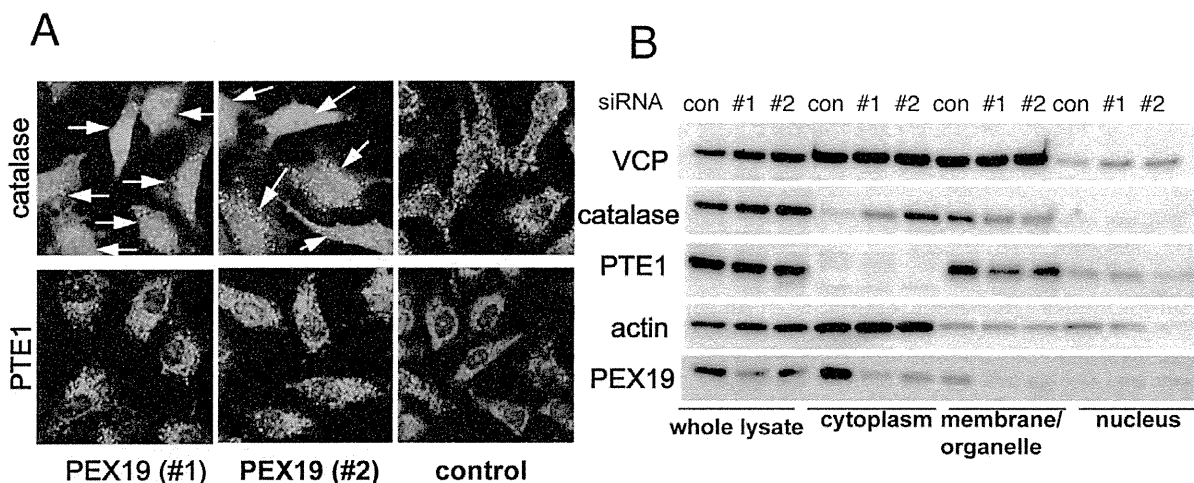 A
catalase
PTE1
PEX19 (#1) PEX19 (#2) control
B
siRNA con #1 #2 con #1 #2 con #1 #2 con #1 #2
VCP
catalase
PTE1
actin
PEX19
whole lysate cytoplasm membrane/ nucleus
organelle